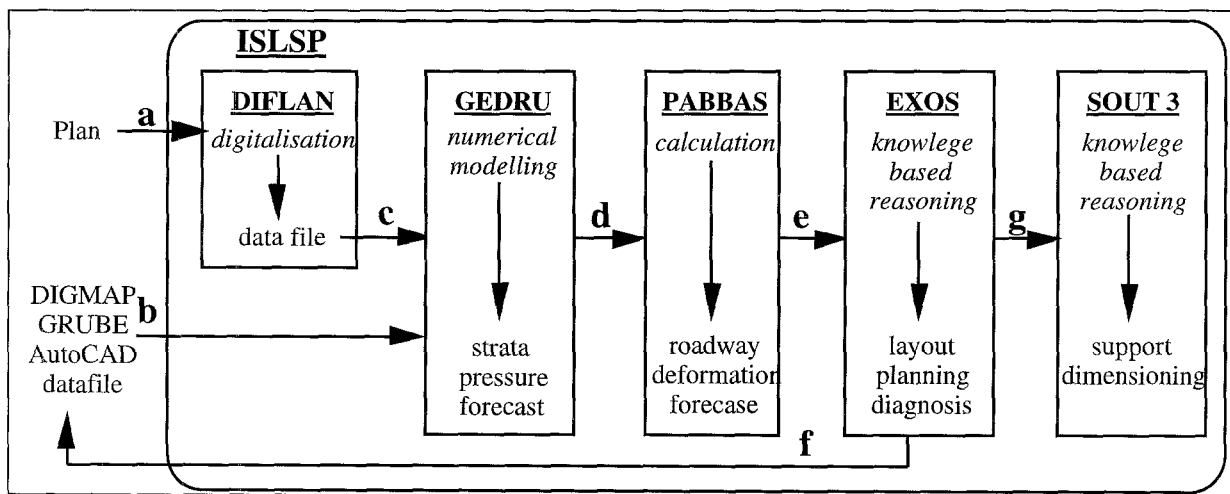 ISLSP
DIFLAN
digitalisation
data file
GEDRU
numerical
modelling
strata
pressure
forecast
PABBAS
calculation
roadway
deformation
forecase
EXOS
knowlege
based
reasoning
layout
planning
diagnosis
SOUT 3
knowlege
based
reasoning
support
dimensioning
Plan
a
DIGMAP
GRUBE
AutoCAD
datafile
b
c
d
e
g
f